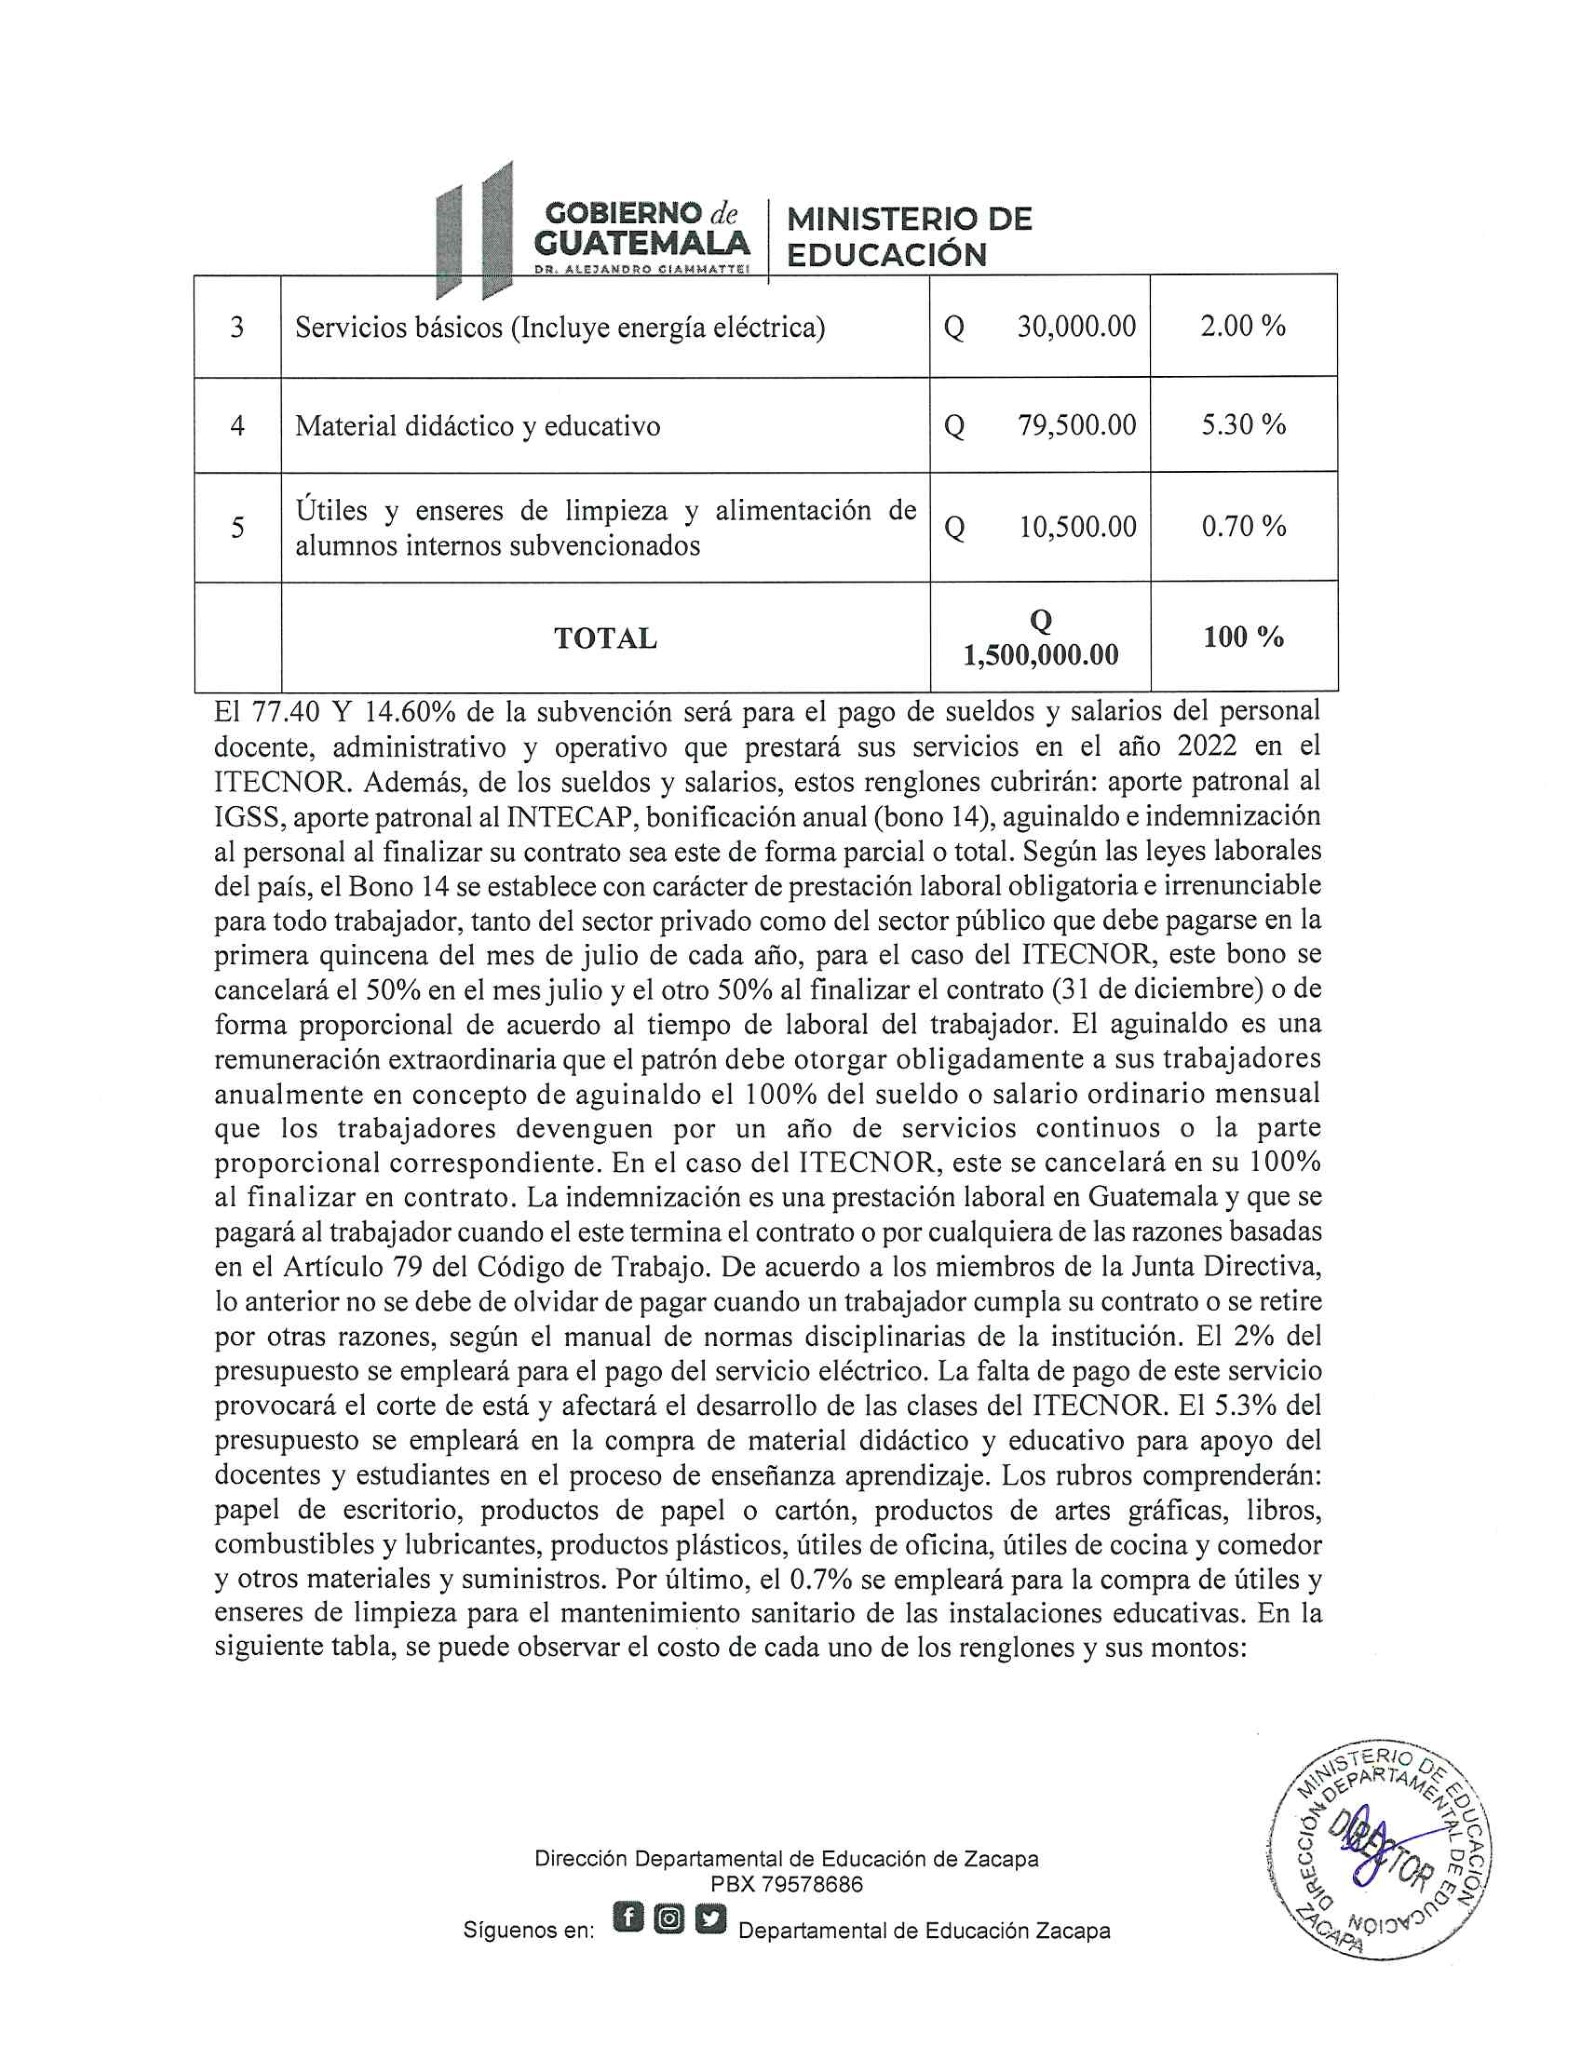 GOBIERNO de
GUATEMALA
DR. ALEJANDRO GIAMMATTEI
MINISTERIO DE
EDUCACIÓN
3 Servicios básicos (Incluye energía eléctrica) Q 30,000.00 2.00 %
4 Material didáctico y educativo Q 79,500.00 5.30 %
5 Útiles y enseres de limpieza y alimentación de
alumnos internos subvencionados Q 10,500.00 0.70 %
TOTAL Q
1,500,000.00 100 %
El 77.40 Y 14.60% de la subvención será para el pago de sueldos y salarios del personal
docente, administrativo y operativo que prestará sus servicios en el año 2022 en el
ITECNOR. Además, de los sueldos y salarios, estos renglones cubrirán: aporte patronal al
IGSS, aporte patronal al INTECAP, bonificación anual (bono 14), aguinaldo e indemnización
al personal al finalizar su contrato sea este de forma parcial o total. Según las leyes laborales
del país, el Bono 14 se establece con carácter de prestación laboral obligatoria e irrenunciable
para todo trabajador, tanto del sector privado como del sector público que debe pagarse en la
primera quincena del mes de julio de cada año, para el caso del ITECNOR, este bono se
cancelará el 50% en el mes julio y el otro 50% al finalizar el contrato (31 de diciembre) o de
forma proporcional de acuerdo al tiempo de laboral del trabajador. El aguinaldo es una
remuneración extraordinaria que el patrón debe otorgar obligadamente a sus trabajadores
anualmente en concepto de aguinaldo el 100% del sueldo o salario ordinario mensual
que los trabajadores devenguen por un año de servicios continuos o la parte
proporcional correspondiente. En el caso del ITECNOR, este se cancelará en su 100%
al finalizar en contrato. La indemnización es una prestación laboral en Guatemala y que se
pagará al trabajador cuando el este termina el contrato o por cualquiera de las razones basadas
en el Artículo 79 del Código de Trabajo. De acuerdo a los miembros de la Junta Directiva,
lo anterior no se debe de olvidar de pagar cuando un trabajador cumpla su contrato o se retire
por otras razones, según el manual de normas disciplinarias de la institución. El 2% del
presupuesto se empleará para el pago del servicio eléctrico. La falta de pago de este servicio
provocará el corte de está y afectará el desarrollo de las clases del ITECNOR. El 5.3% del
presupuesto se empleará en la compra de material didáctico y educativo para apoyo del
docentes y estudiantes en el proceso de enseñanza aprendizaje. Los rubros comprenderán:
papel de escritorio, productos de papel o cartón, productos de artes gráficas, libros,
combustibles y lubricantes, productos plásticos, útiles de oficina, útiles de cocina y comedor
y otros materiales y suministros. Por último, el 0.7% se empleará para la compra de útiles y
enseres de limpieza para el mantenimiento sanitario de las instalaciones educativas. En la
siguiente tabla, se puede observar el costo de cada uno de los renglones y sus montos:
MINISTERIO DE EDUCACIÓN
DIRECCIÓN DEPARTAMENTAL DE EDUCACIÓN
DIRECTOR
ZACAPA
Dirección Departamental de Educación de Zacapa
PBX 79578686
Síguenos en: Departamental de Educación Zacapa